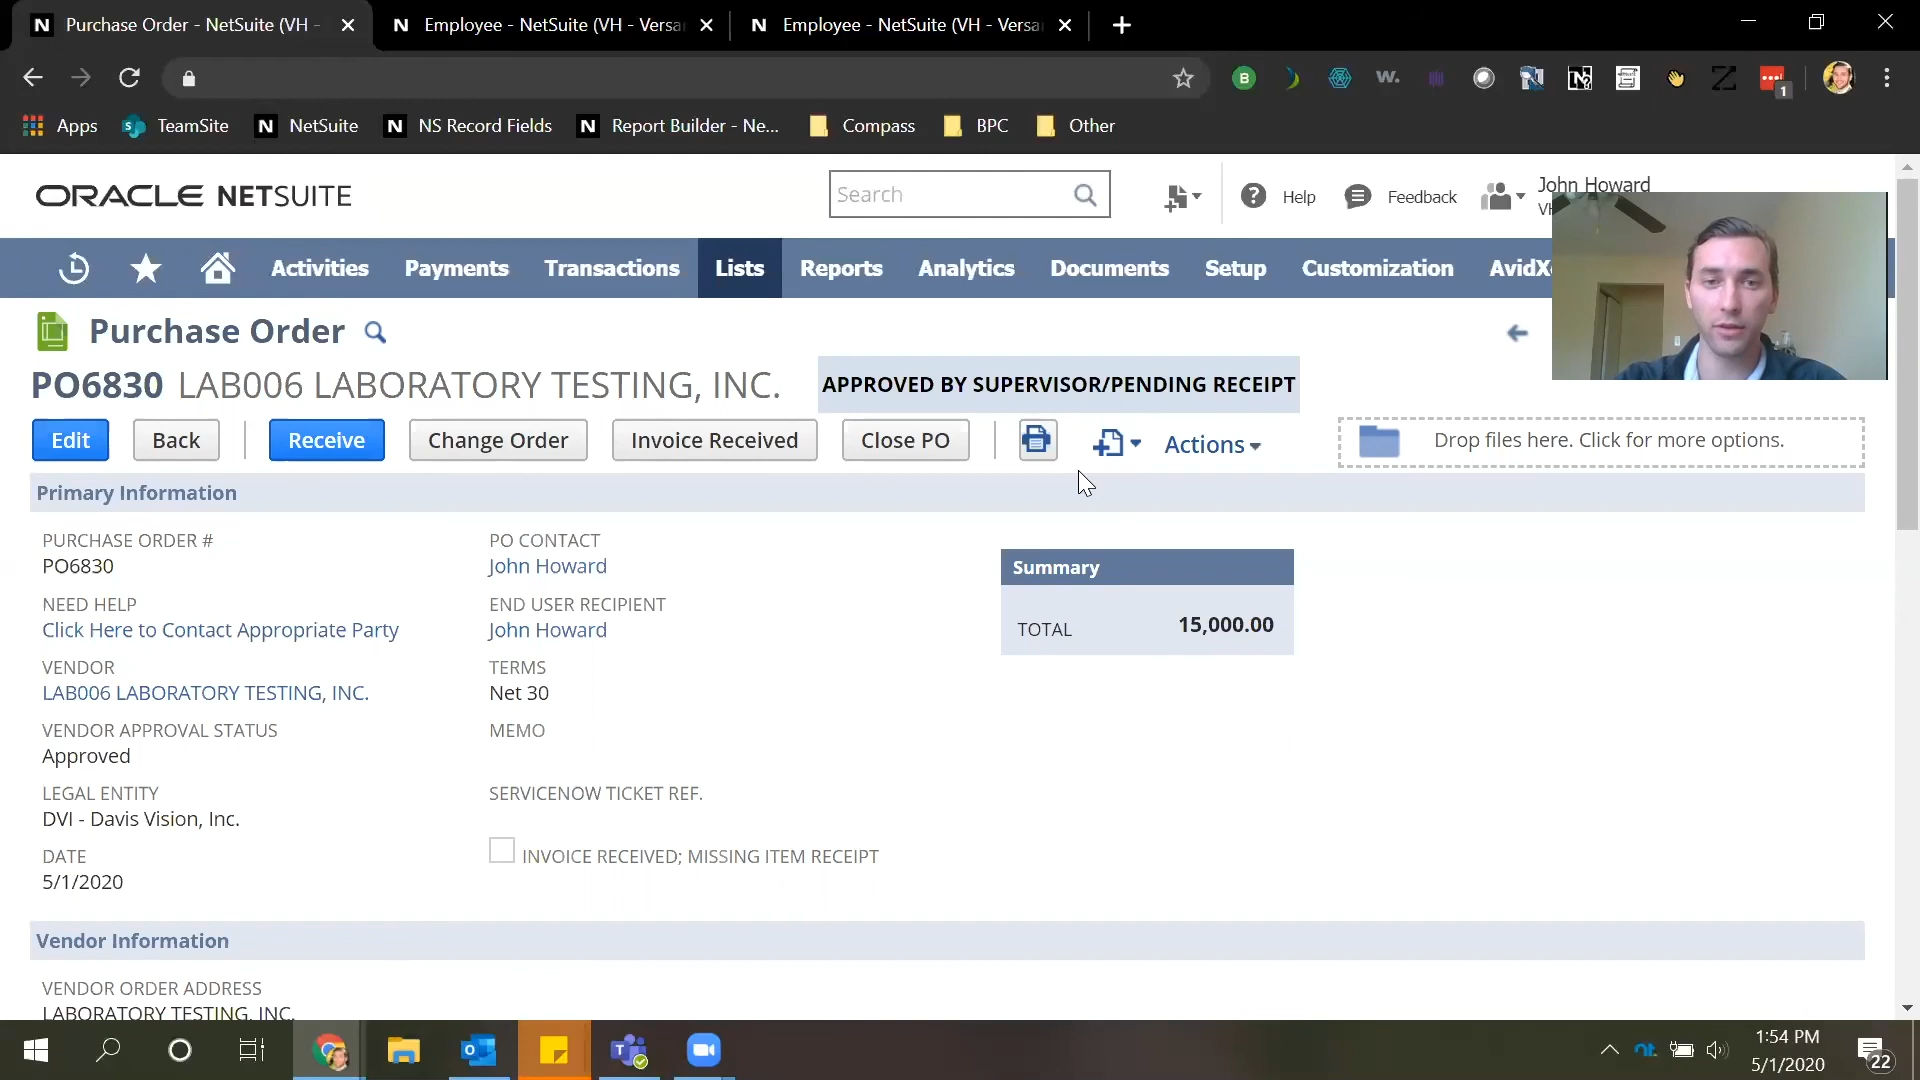 Purchase Order - NetSuite (VH -
Employee - NetSuite (VH - Versa
Employee - NetSuite (VH - Versa
Apps
TeamSite
NetSuite
NS Record Fields
Report Builder - Ne...
Compass
BPC
Other
ORACLE NETSUITE
Search
Help
Feedback
John Howard
VH
Activities
Payments
Transactions
Lists
Reports
Analytics
Documents
Setup
Customization
AvidX
Purchase Order
PO6830 LAB006 LABORATORY TESTING, INC.
APPROVED BY SUPERVISOR/PENDING RECEIPT
Edit
Back
Receive
Change Order
Invoice Received
Close PO
Actions
Drop files here. Click for more options.
Primary Information
PURCHASE ORDER #
PO6830
NEED HELP
Click Here to Contact Appropriate Party
VENDOR
LAB006 LABORATORY TESTING, INC.
VENDOR APPROVAL STATUS
Approved
LEGAL ENTITY
DVI - Davis Vision, Inc.
DATE
5/1/2020
PO CONTACT
John Howard
END USER RECIPIENT
John Howard
TERMS
Net 30
MEMO
SERVICENOW TICKET REF.
INVOICE RECEIVED; MISSING ITEM RECEIPT
Summary
TOTAL 15,000.00
Vendor Information
VENDOR ORDER ADDRESS
LABORATORY TESTING, INC.
1:54 PM
5/1/2020
22